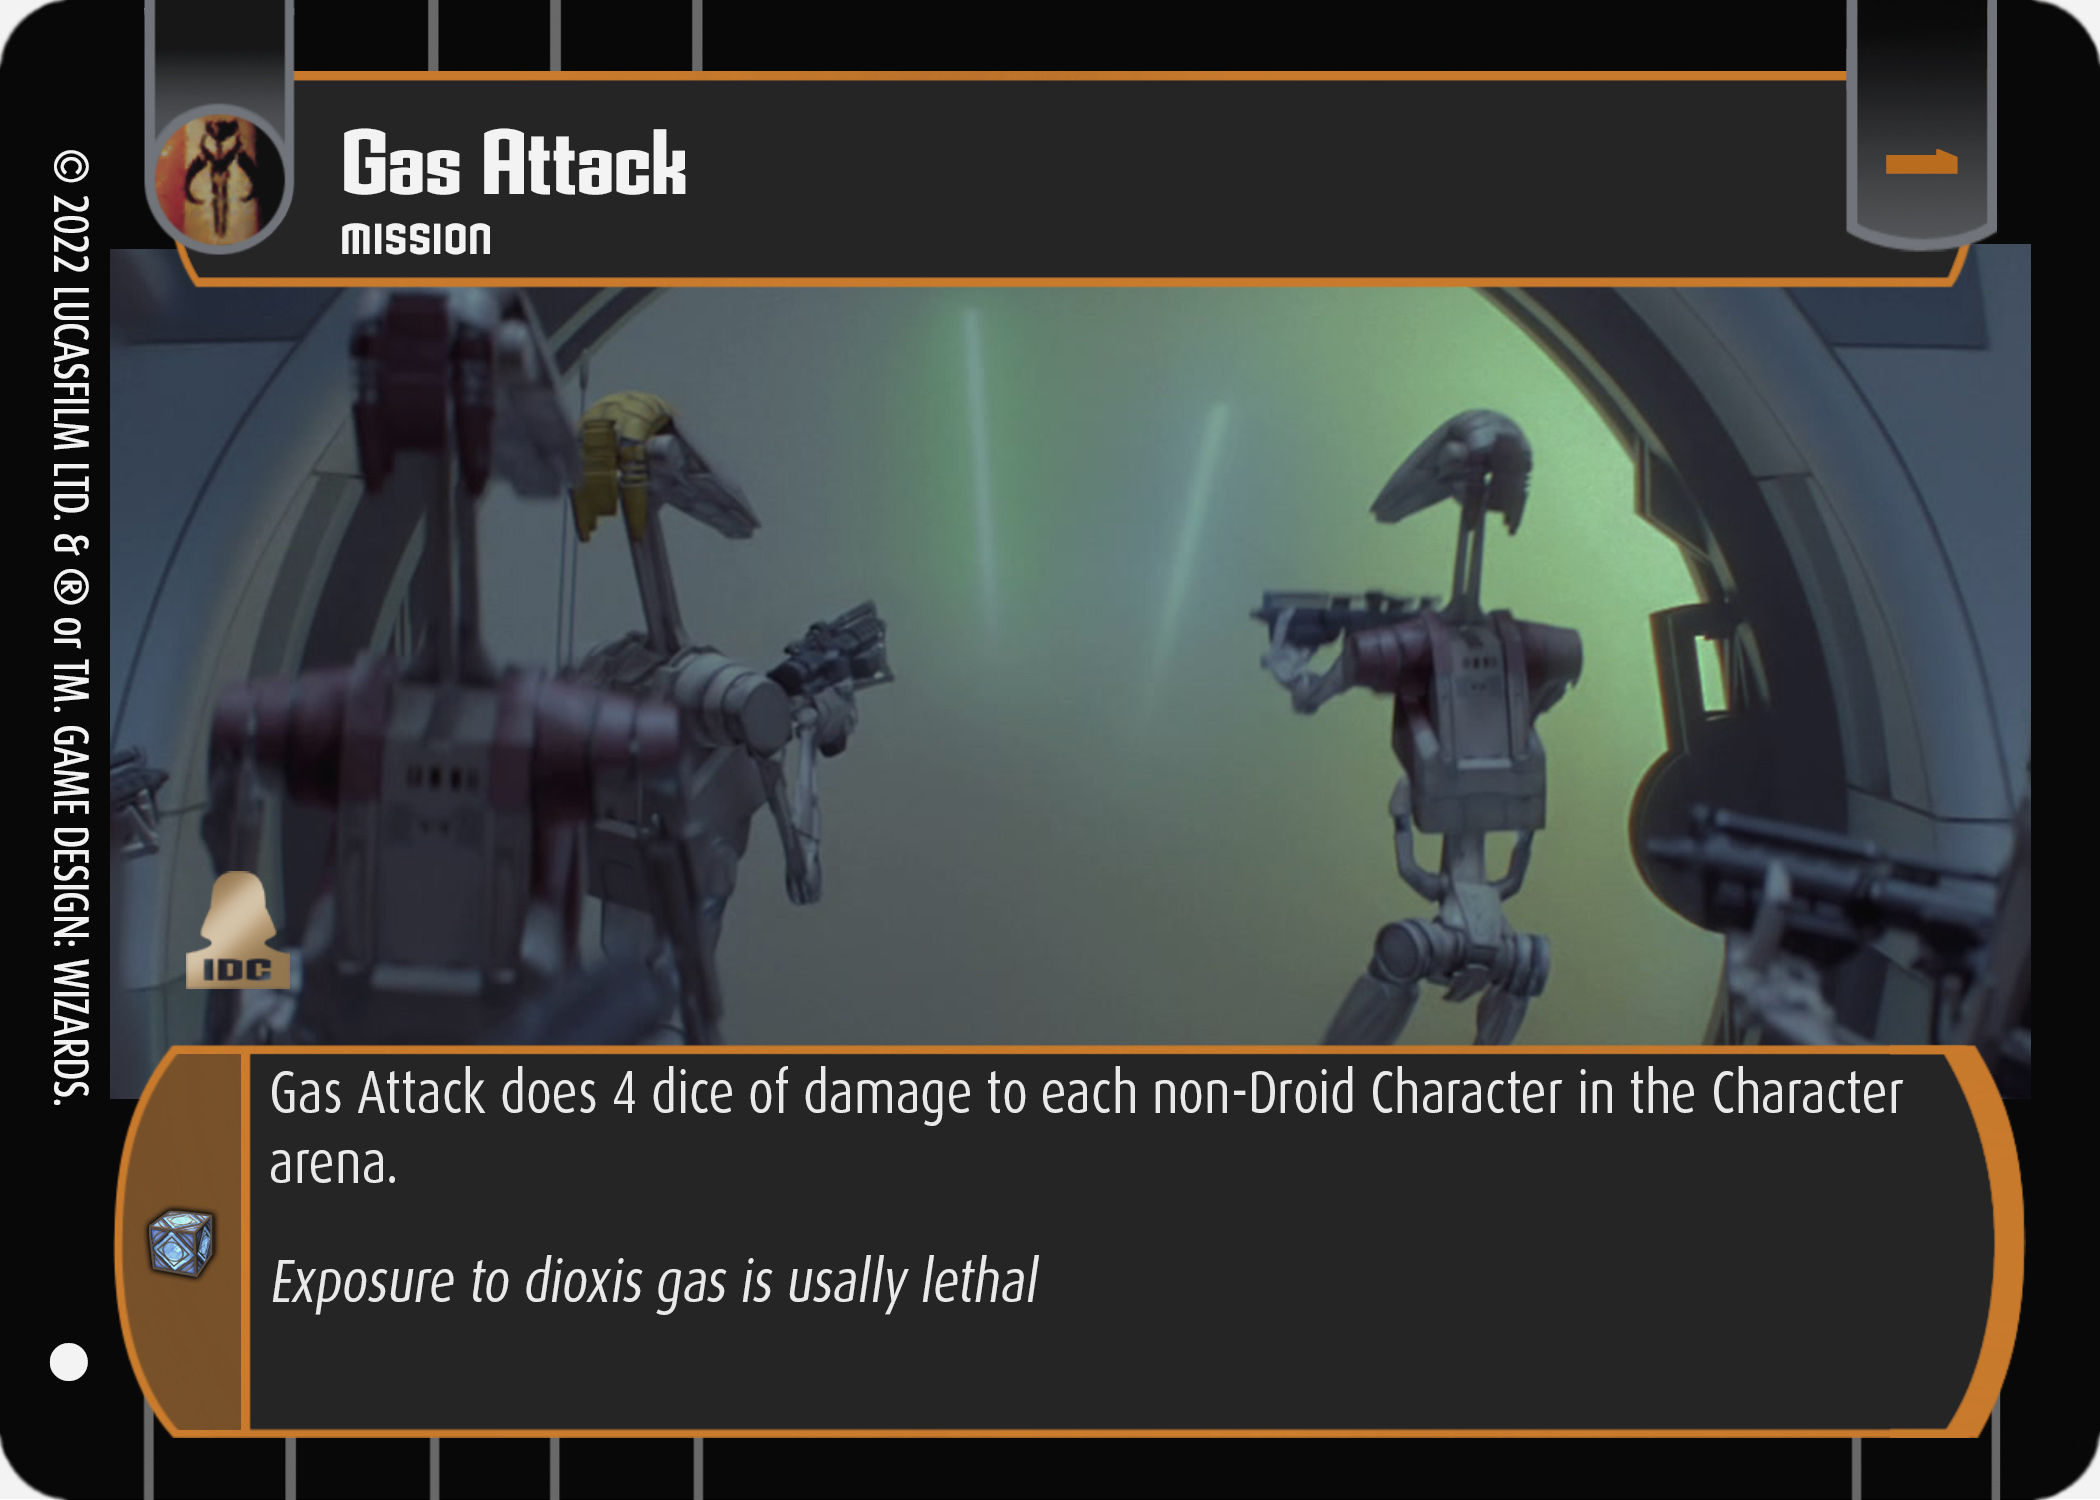 Gas Attack
MISSION
1
IDC
Gas Attack does 4 dice of damage to each non-Droid Character in the Character
arena.
Exposure to dioxis gas is usally lethal
© 2022 LUCASFILM LTD. & ® or TM. GAME DESIGN: WIZARDS.